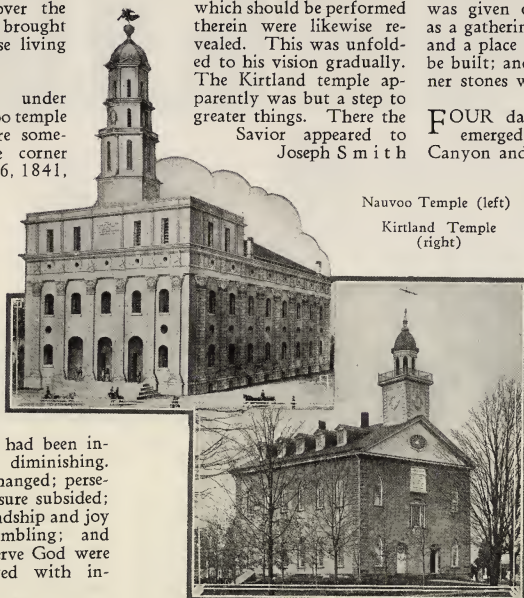 over the
brought
se living
under
oo temple
re some-
e corner
6, 1841,
had been in-
diminishing.
hanged; perse-
sure subsided;
ndship and joy
mbling; and
erve God were
ed with in-
which should be performed
therein were likewise re-
vealed. This was unfold-
ed to his vision gradually.
The Kirtland temple ap-
parently was but a step to
greater things. There the
Savior appeared to
Joseph Smith
was given
as a gathering
and a place
be built; and
ner stones w
FOUR da
emerged
Canyon and
Nauvoo Temple (left)
Kirtland Temple
(right)